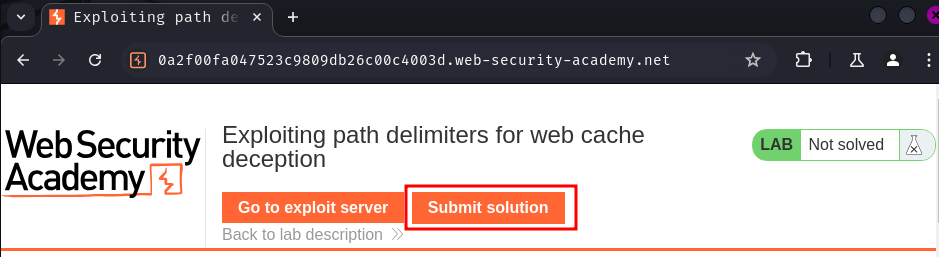 Exploiting path de
0a2f00fa047523c9809db26c00c4003d.web-security-academy.net
Web Security
Academy
Exploiting path delimiters for web cache
deception
LAB Not solved
Go to exploit server Submit solution
Back to lab description